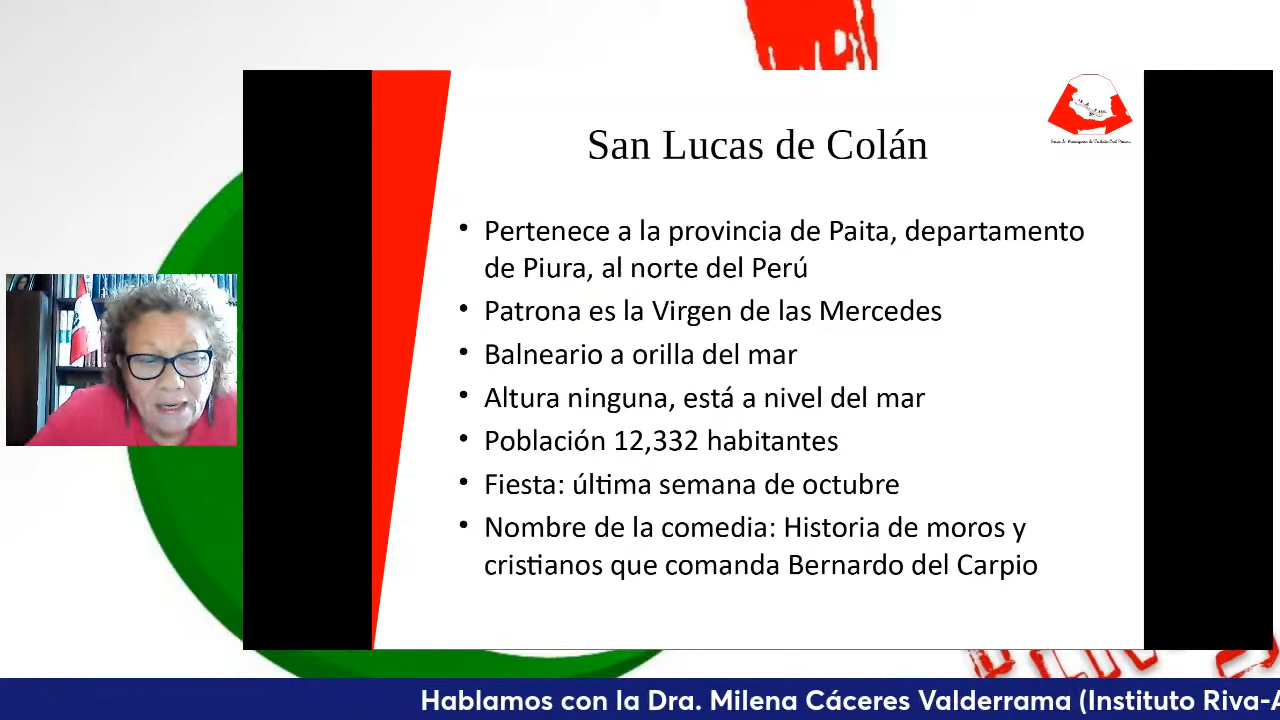 San Lucas de Colán
• Pertenece a la provincia de Paita, departamento
de Piura, al norte del Perú
• Patrona es la Virgen de las Mercedes
• Balneario a orilla del mar
• Altura ninguna, está a nivel del mar
• Población 12,332 habitantes
• Fiesta: última semana de octubre
• Nombre de la comedia: Historia de moros y
cristianos que comanda Bernardo del Carpio
Hablamos con la Dra. Milena Cáceres Valderrama (Instituto Riva-A